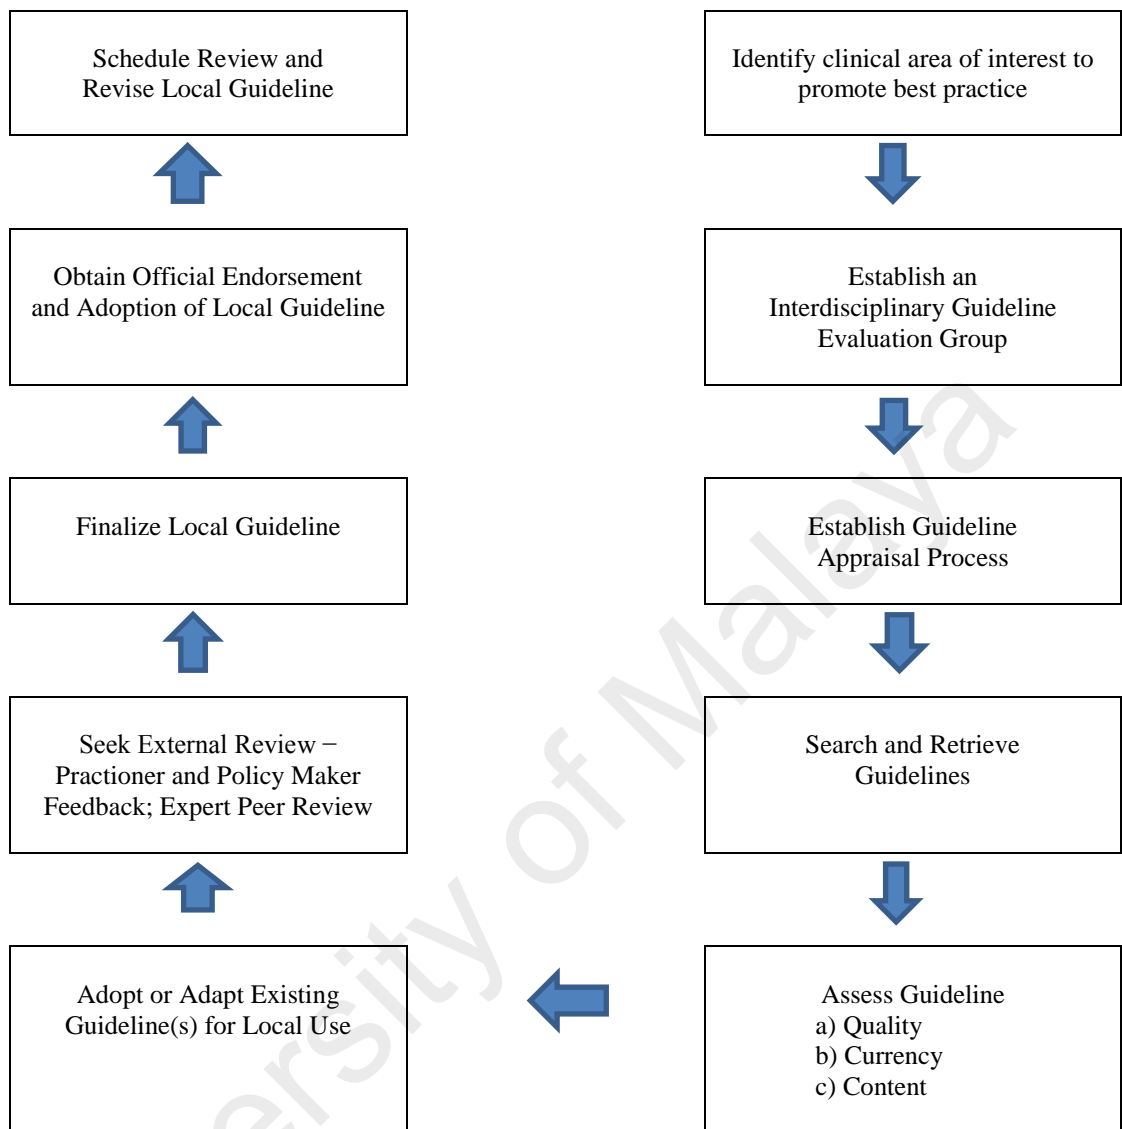 Identify clinical area of interest to
promote best practice
Establish an
Interdisciplinary Guideline
Evaluation Group
Establish Guideline
Appraisal Process
Search and Retrieve
Guidelines
Assess Guideline
a) Quality
b) Currency
c) Content
Adopt or Adapt Existing
Guideline(s) for Local Use
Seek External Review −
Practioner and Policy Maker
Feedback; Expert Peer Review
Finalize Local Guideline
Obtain Official Endorsement
and Adoption of Local Guideline
Schedule Review and
Revise Local Guideline
ersity of Malaya